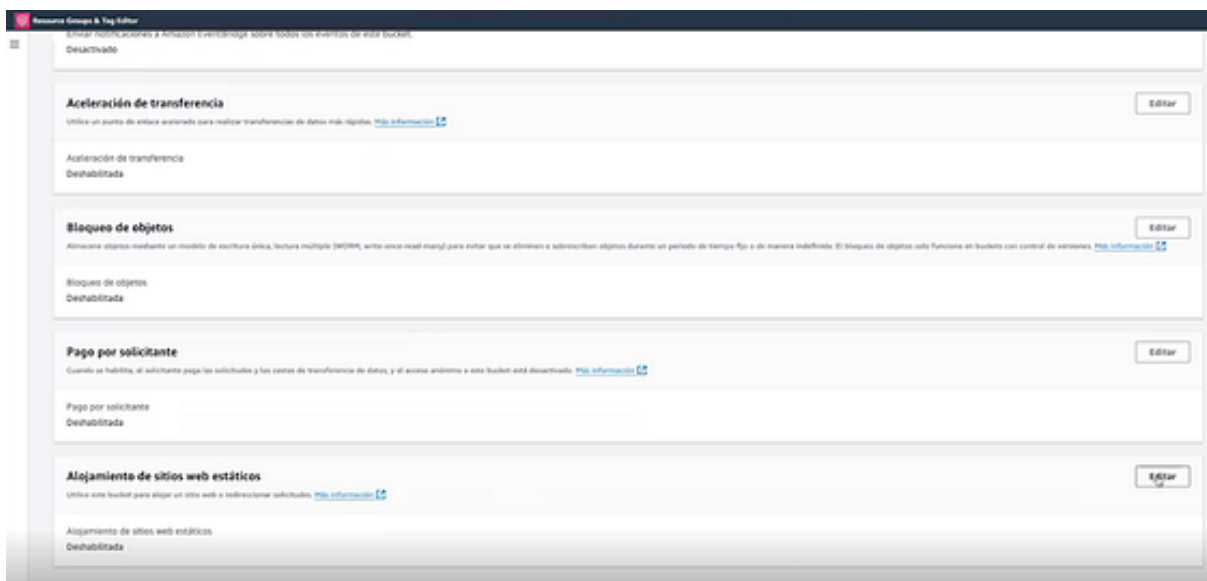 Resource Groups & Tag Editor
Enviar notificaciones a Amazon EventBridge sobre todos los eventos de este bucket.
Desactivado
Aceleración de transferencia
Editar
Utilice un punto de enlace acelerado para realizar transferencias de datos más rápidas. Más información
Aceleración de transferencia
Deshabilitada
Bloqueo de objetos
Editar
Almacene objetos mediante un modelo de escritura única, lectura múltiple (WORM, write-once-read-many) para evitar que se eliminen o sobrescriban objetos durante un periodo de tiempo fijo o de manera indefinida. El bloqueo de objetos solo funciona en buckets con control de versiones. Más información
Bloqueo de objetos
Deshabilitada
Pago por solicitante
Editar
Cuando se habilita, el solicitante paga las solicitudes y los costos de transferencia de datos, y el acceso anónimo a este bucket está desactivado. Más información
Pago por solicitante
Deshabilitada
Alojamiento de sitios web estáticos
Editar
Utilice este bucket para alojar un sitio web o redireccionar solicitudes. Más información
Alojamiento de sitios web estáticos
Deshabilitada